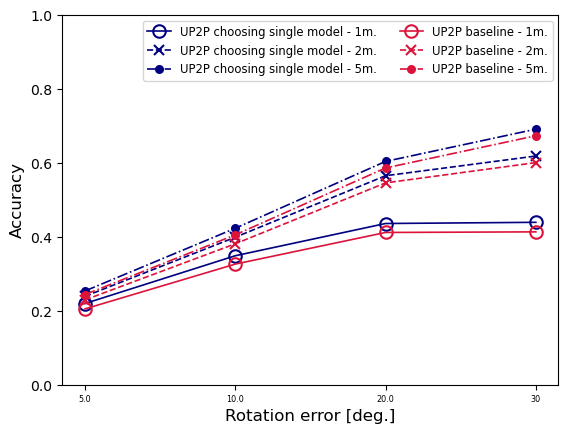 UP2P choosing single model - 1m.
UP2P choosing single model - 2m.
UP2P choosing single model - 5m.
UP2P baseline - 1m.
UP2P baseline - 2m.
UP2P baseline - 5m.
1.0
0.8
0.6
0.4
0.2
0.0
Accuracy
5.0 10.0 20.0 30
Rotation error [deg.]